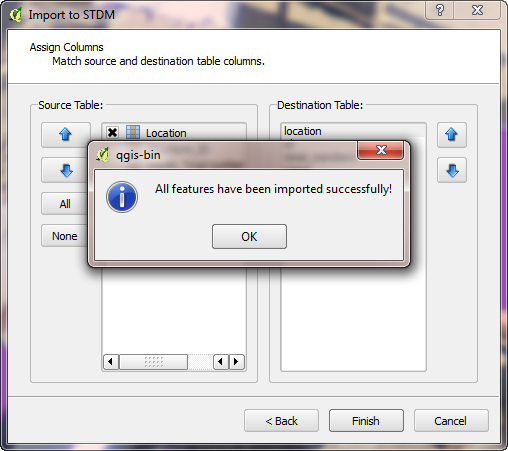 Import to STDM
Assign Columns
Match source and destination table columns.
Source Table:
Destination Table:
Location
location
All
None
qgis-bin
All features have been imported successfully!
OK
< Back
Finish
Cancel